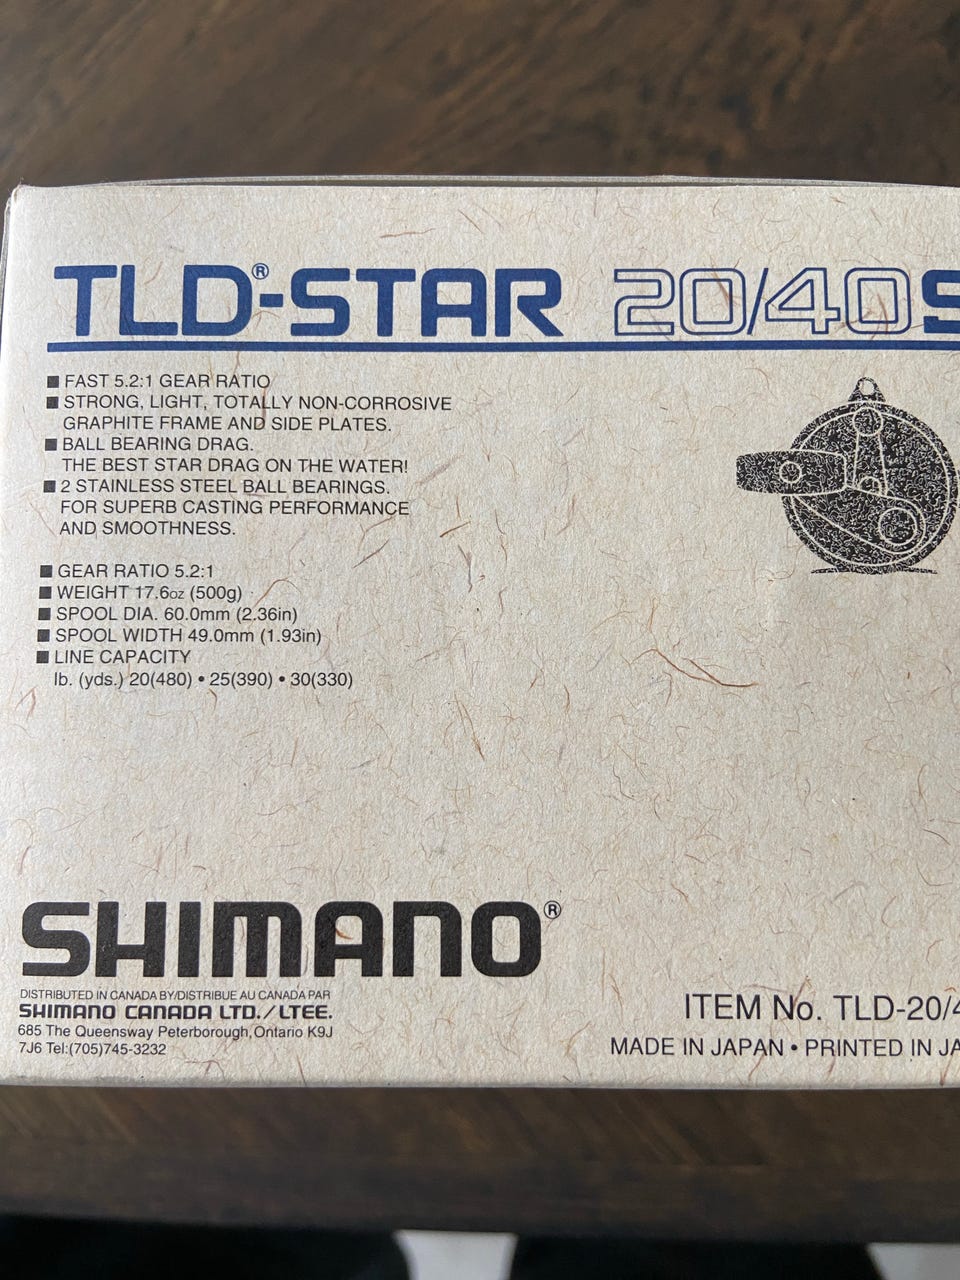 TLD®-STAR 20/40S
■ FAST 5.2:1 GEAR RATIO
■ STRONG, LIGHT, TOTALLY NON-CORROSIVE
GRAPHITE FRAME AND SIDE PLATES.
■ BALL BEARING DRAG.
THE BEST STAR DRAG ON THE WATER!
■ 2 STAINLESS STEEL BALL BEARINGS.
FOR SUPERB CASTING PERFORMANCE
AND SMOOTHNESS.
■ GEAR RATIO 5.2:1
■ WEIGHT 17.6oz (500g)
■ SPOOL DIA. 60.0mm (2.36in)
■ SPOOL WIDTH 49.0mm (1.93in)
■ LINE CAPACITY
lb. (yds.) 20(480) • 25(390) • 30(330)
SHIMANO®
DISTRIBUTED IN CANADA BY/DISTRIBUE AU CANADA PAR
SHIMANO CANADA LTD./LTEE.
685 The Queensway Peterborough, Ontario K9J
7J6 Tel:(705)745-3232
ITEM No. TLD-20/4
MADE IN JAPAN • PRINTED IN JA